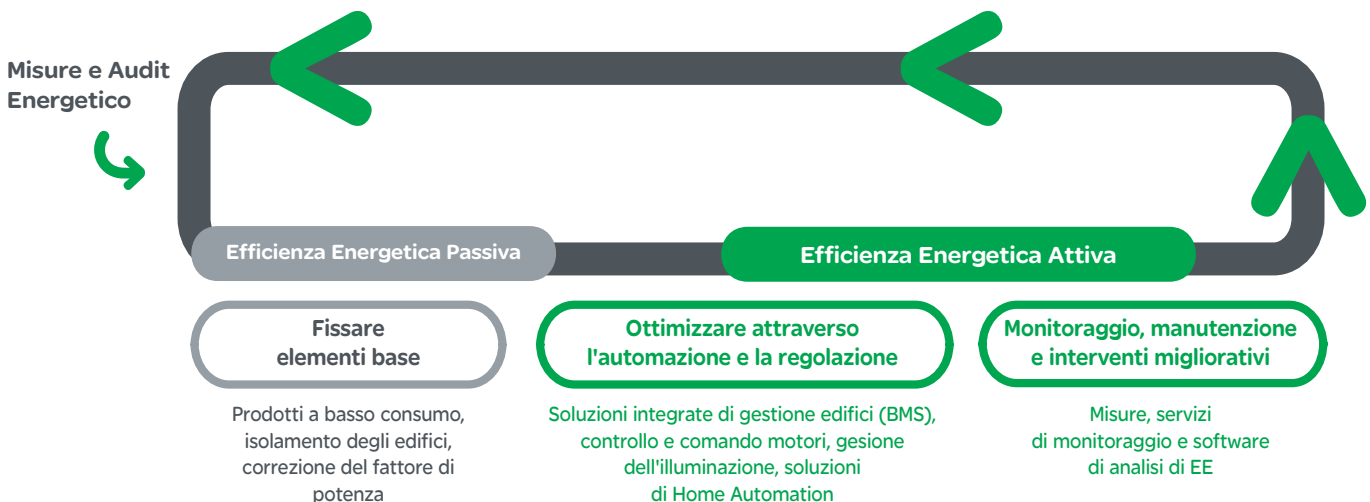 Misure e Audit
Energetico
Efficienza Energetica Passiva
Efficienza Energetica Attiva
Fissare
elementi base
Ottimizzare attraverso
l'automazione e la regolazione
Monitoraggio, manutenzione
e interventi migliorativi
Prodotti a basso consumo,
isolamento degli edifici,
correzione del fattore di
potenza
Soluzioni integrate di gestione edifici (BMS),
controllo e comando motori, gesione
dell'illuminazione, soluzioni
di Home Automation
Misure, servizi
di monitoraggio e software
di analisi di EE